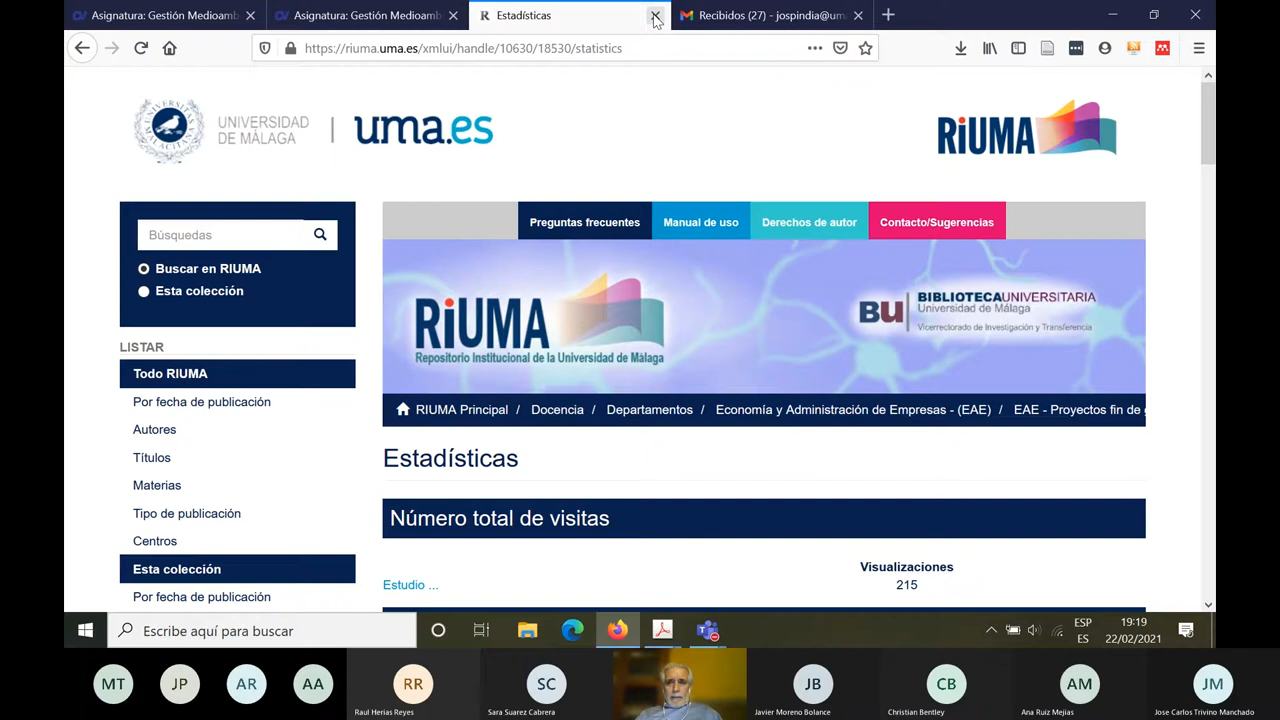 Asignatura: Gestión Medioamb
Asignatura: Gestión Medioamb
R Estadísticas
Recibidos (27) - jospindia@uma
https://riuma.uma.es/xmlui/handle/10630/18530/statistics
UNIVERSIDAD
DE MÁLAGA
uma.es
RiUMA
Búsquedas
Buscar en RIUMA
Esta colección
Preguntas frecuentes
Manual de uso
Derechos de autor
Contacto/Sugerencias
RiUMA
Repositorio Institucional de la Universidad de Málaga
BU
BIBLIOTECAUNIVERSITARIA
Universidad de Málaga
Vicerrectorado de Investigación y Transferencia
LISTAR
Todo RIUMA
Por fecha de publicación
Autores
Títulos
Materias
Tipo de publicación
Centros
Esta colección
Por fecha de publicación
RIUMA Principal / Docencia / Departamentos / Economía y Administración de Empresas - (EAE) / EAE - Proyectos fin de
Estadísticas
Número total de visitas
Visualizaciones
Estudio ... 215
Escribe aquí para buscar
ESP
ES
19:19
22/02/2021
MT
JP
AR
AA
RR
Raul Herias Reyes
SC
Sara Suarez Cabrera
JB
Javier Moreno Bolance
CB
Christian Bentley
AM
Ana Ruiz Mejias
JM
Jose Carlos Trivino Manchado